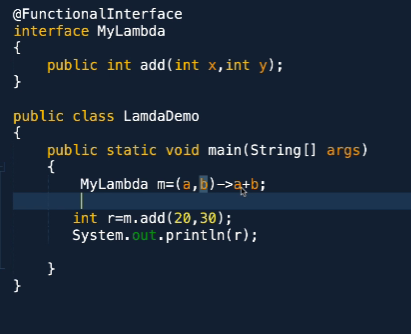 @FunctionalInterface
interface MyLambda
{
    public int add(int x,int y);
}

public class LamdaDemo
{
    public static void main(String[] args)
    {
        MyLambda m=(a,b)->a+b;

        int r=m.add(20,30);
        System.out.println(r);

    }
}